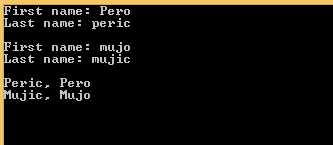 First name: Pero
Last name: peric
First name: mujo
Last name: mujic
Peric, Pero
Mujic, Mujo